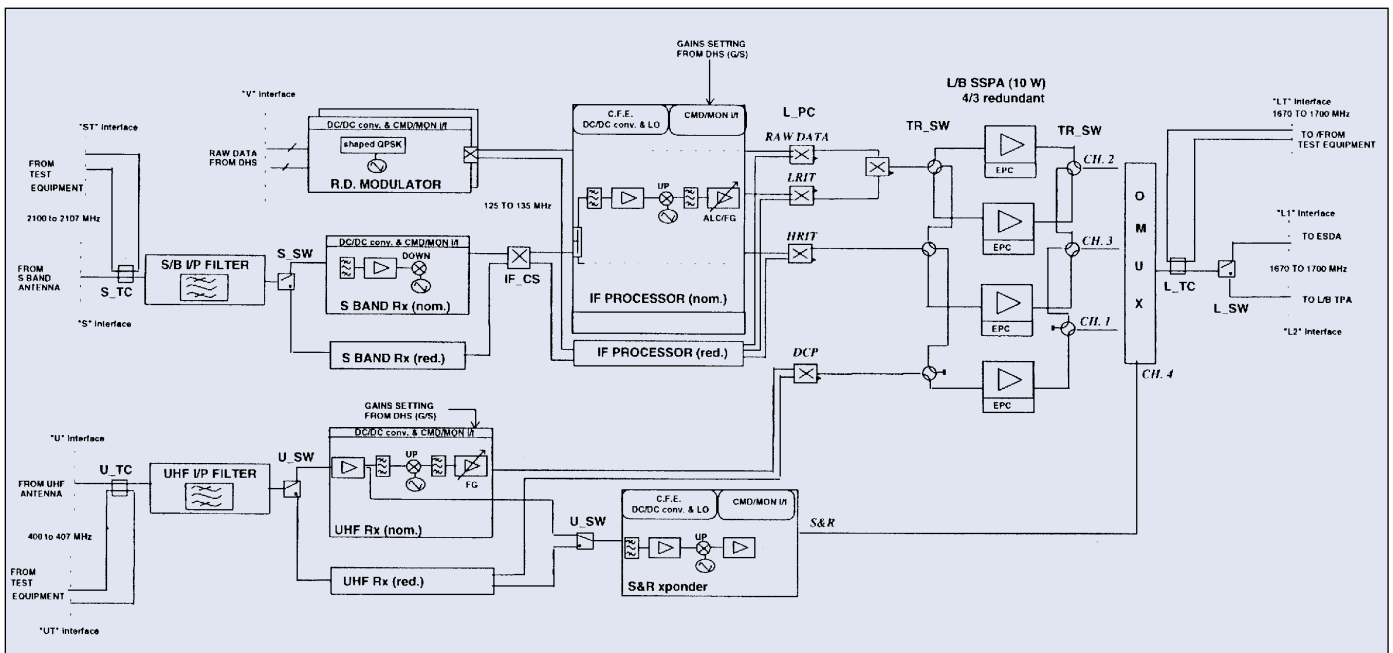 GAINS SETTING
FROM DHS (G/S)
L/B SSPA (10 W)
4/3 redundant
"V" Interface
"ST" Interface
"LT" Interface
1670 TO 1700 MHz
DC/DC conv. & CMD/MON I/f
shaped QPSK
R.D. MODULATOR
RAW DATA
FROM DHS
C.F.E.
DC/DC conv. & LO
CMD/MON I/f
L_PC
RAW DATA
LRIT
HRIT
TR_SW
TR_SW
EPC
EPC
EPC
EPC
CH. 2
CH. 3
CH. 1
CH. 4
O M U X
TO /FROM
TEST EQUIPMENT
FROM
TEST
EQUIPMENT
2100 to 2107 MHz
FROM
S BAND
ANTENNA
S_TC
"S" Interface
S/B I/P FILTER
S_SW
DC/DC conv. & CMD/MON I/f
DOWN
S BAND Rx (nom.)
S BAND Rx (red.)
125 TO 135 MHz
IF_CS
UP
ALC/FG
IF PROCESSOR (nom.)
IF PROCESSOR (red.)
DCP
L_TC
L_SW
"L1" Interface
TO ESDA
1670 TO 1700 MHz
TO L/B TPA
"L2" Interface
GAINS SETTING
FROM DHS (G/S)
"U" Interface
U_TC
FROM UHF
ANTENNA
400 to 407 MHz
FROM
TEST
EQUIPMENT
"UT" Interface
UHF I/P FILTER
U_SW
DC/DC conv. & CMD/MON I/f
UP
FG
UHF Rx (nom.)
UHF Rx (red.)
U_SW
C.F.E.
DC/DC conv. & LO
CMD/MON I/f
UP
S&R xponder
S&R